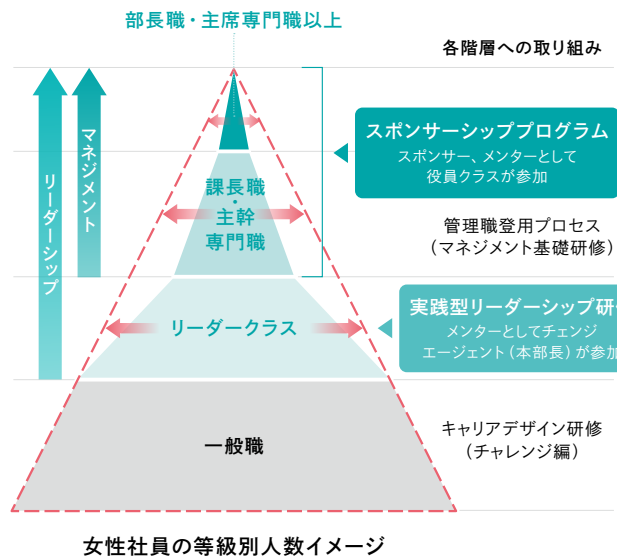 部長職・主席専門職以上
各階層への取り組み
マネジメント
リーダーシップ
スポンサーシッププログラム
スポンサー、メンターとして
役員クラスが参加
課長職
・
主幹
専門職
管理職登用プロセス
（マネジメント基礎研修）
リーダークラス
実践型リーダーシップ研
メンターとしてチェンジ
エージェント（本部長）が参加
一般職
キャリアデザイン研修
（チャレンジ編）
女性社員の等級別人数イメージ